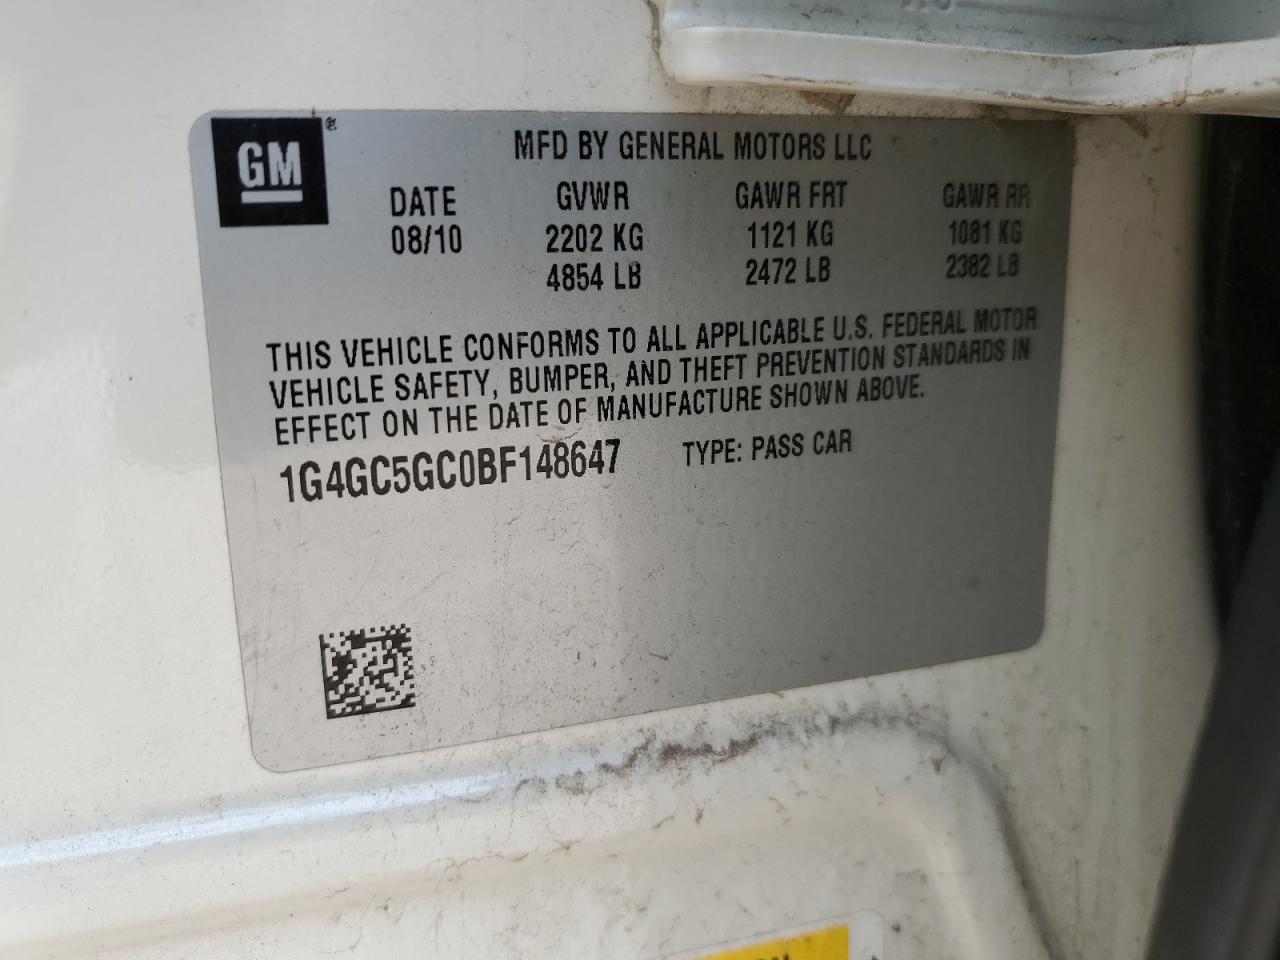 GM ®
MFD BY GENERAL MOTORS LLC
DATE GVWR GAWR FRT GAWR RR
08/10 2202 KG 1121 KG 1081 KG
4854 LB 2472 LB 2382 LB
THIS VEHICLE CONFORMS TO ALL APPLICABLE U.S. FEDERAL MOTOR
VEHICLE SAFETY, BUMPER, AND THEFT PREVENTION STANDARDS IN
EFFECT ON THE DATE OF MANUFACTURE SHOWN ABOVE.
1G4GC5GC0BF148647 TYPE: PASS CAR